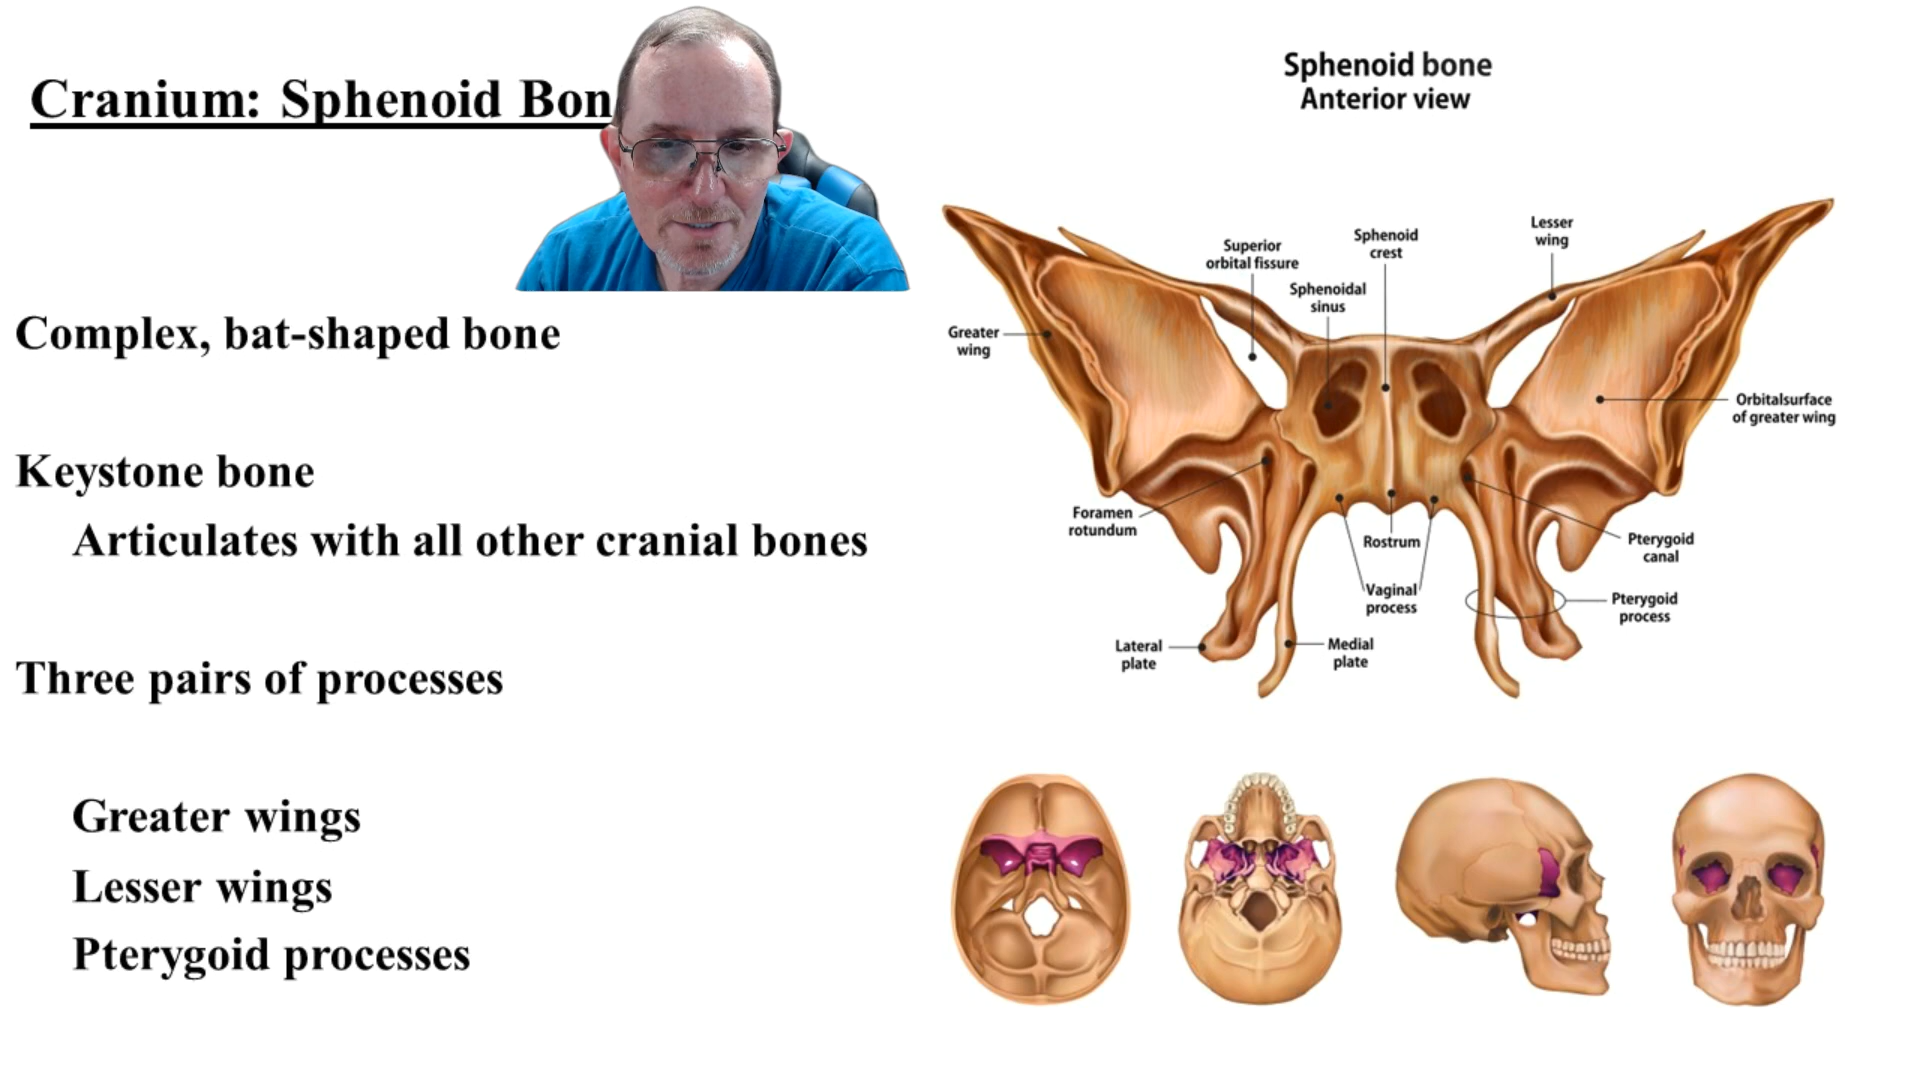 Cranium: Sphenoid Bon
Complex, bat-shaped bone
Keystone bone
Articulates with all other cranial bones
Three pairs of processes
Greater wings
Lesser wings
Pterygoid processes
Sphenoid bone
Anterior view
Superior
orbital fissure
Sphenoid
crest
Lesser
wing
Sphenoidal
sinus
Greater
wing
Orbitalsurface
of greater wing
Foramen
rotundum
Rostrum
Pterygoid
canal
Vaginal
process
Pterygoid
process
Lateral
plate
Medial
plate